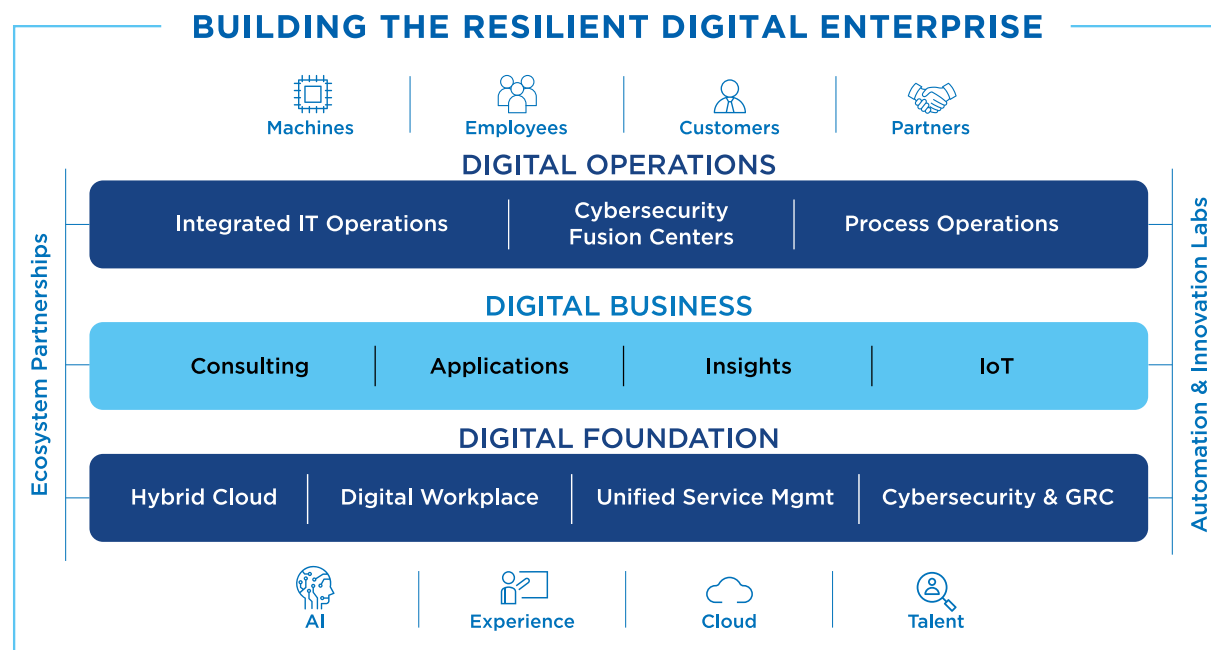 BUILDING THE RESILIENT DIGITAL ENTERPRISE
Machines
Employees
Customers
Partners
Ecosystem Partnerships
DIGITAL OPERATIONS
Integrated IT Operations
Cybersecurity
Fusion Centers
Process Operations
DIGITAL BUSINESS
Consulting
Applications
Insights
IoT
DIGITAL FOUNDATION
Hybrid Cloud
Digital Workplace
Unified Service Mgmt
Cybersecurity & GRC
Automation & Innovation Labs
AI
Experience
Cloud
Talent